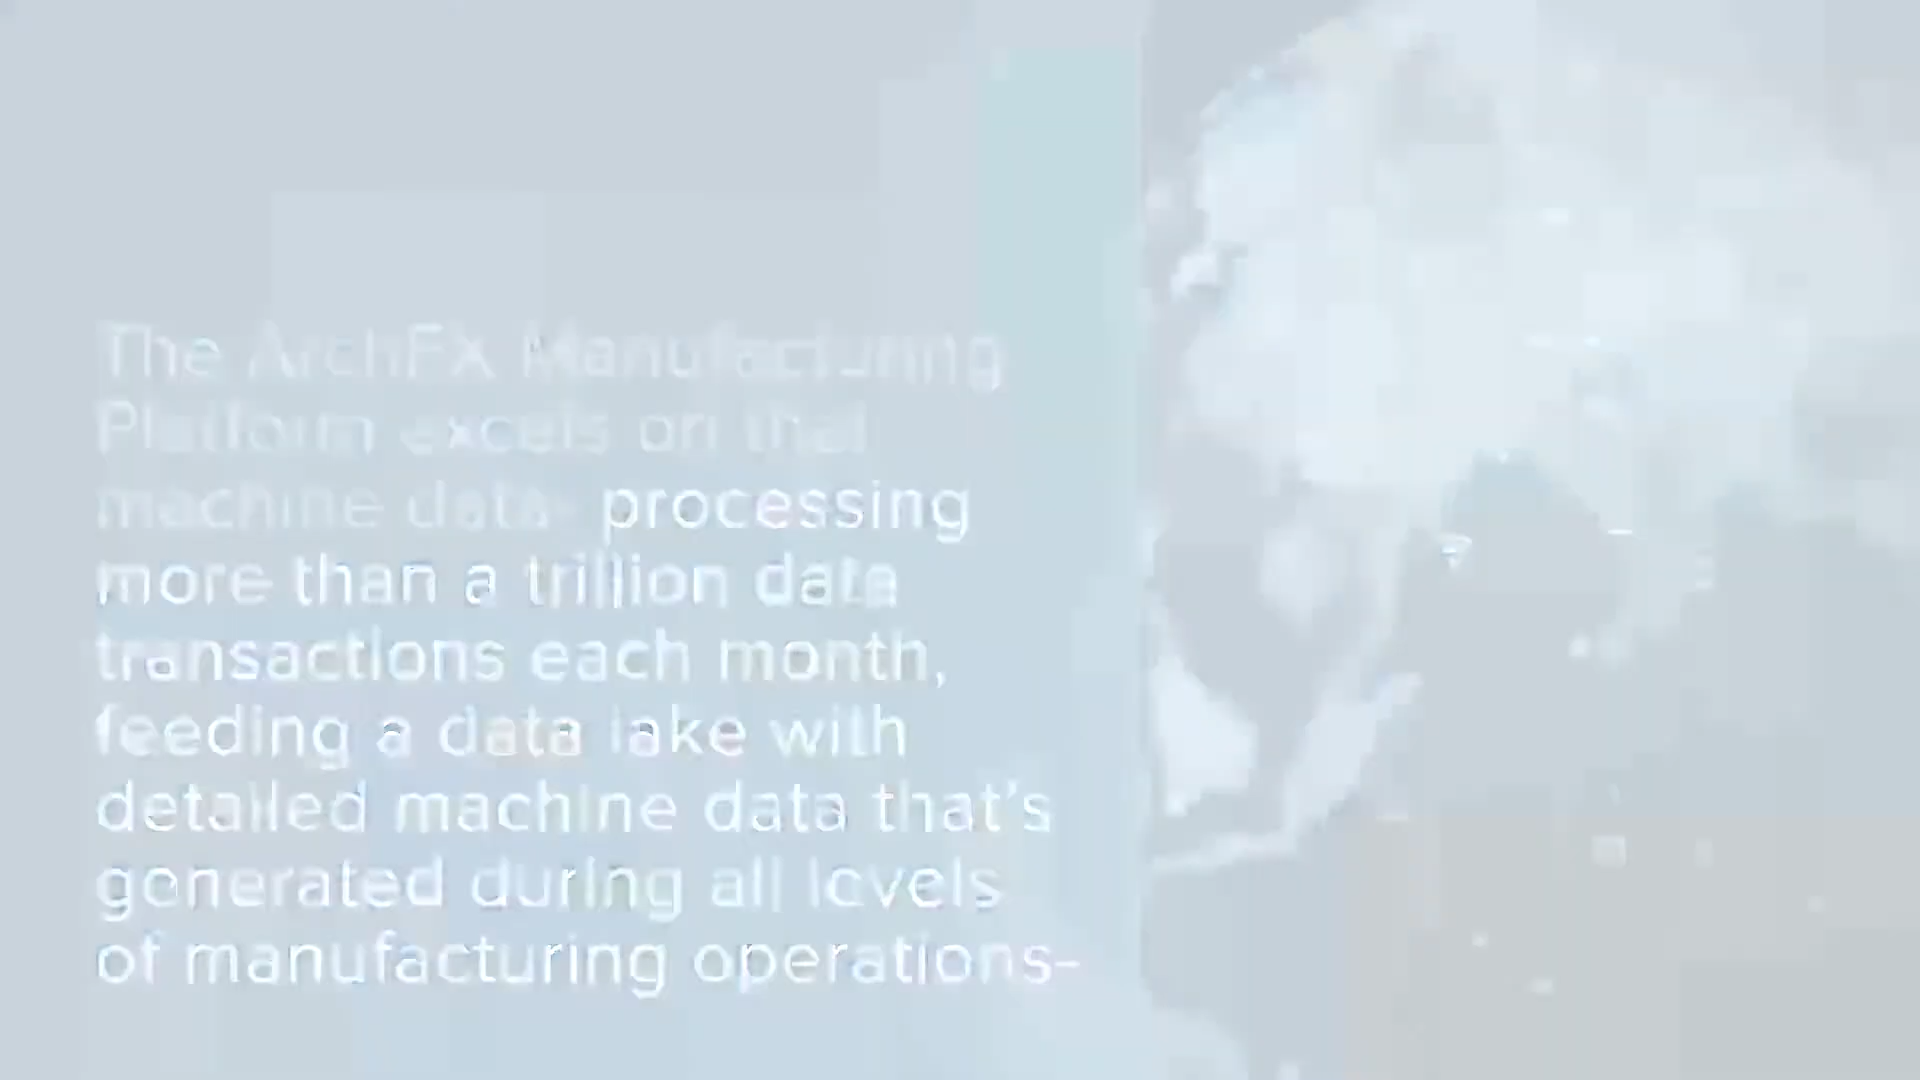 The ArchFX Manufacturing
Platform excels on that
machine data- processing
more than a trillion data
transactions each month,
feeding a data lake with
detailed machine data that's
generated during all levels
of manufacturing operations-